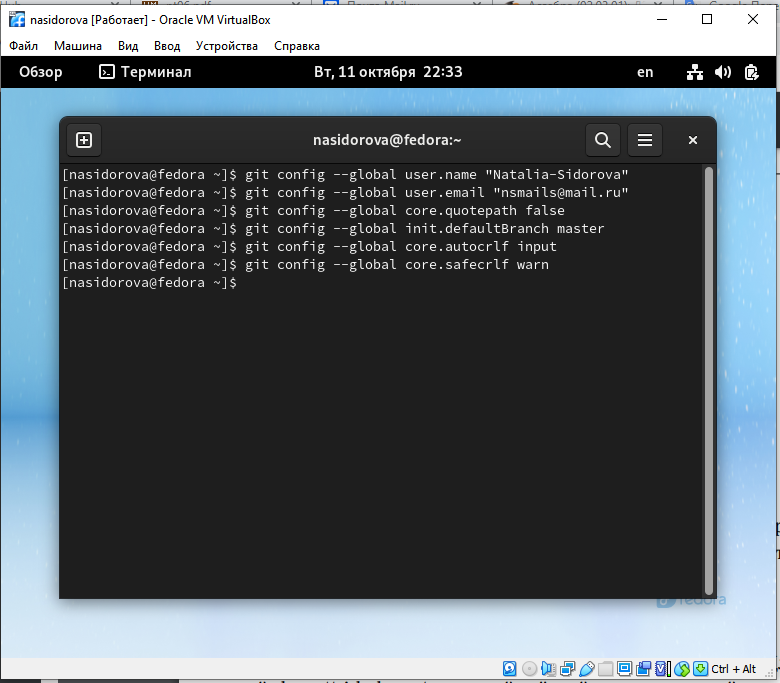 nasidorova [Работает] - Oracle VM VirtualBox
Файл Машина Вид Ввод Устройства Справка
Обзор Терминал Вт, 11 октября 22:33 en
nasidorova@fedora:~
[nasidorova@fedora ~]$ git config --global user.name "Natalia-Sidorova"
[nasidorova@fedora ~]$ git config --global user.email "nsmails@mail.ru"
[nasidorova@fedora ~]$ git config --global core.quotepath false
[nasidorova@fedora ~]$ git config --global init.defaultBranch master
[nasidorova@fedora ~]$ git config --global core.autocrlf input
[nasidorova@fedora ~]$ git config --global core.safecrlf warn
[nasidorova@fedora ~]$
fedora
Ctrl + Alt